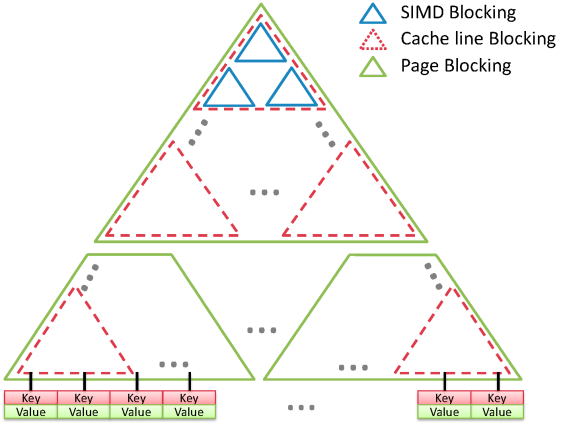 SIMD Blocking
Cache line Blocking
Page Blocking
Key Key Key Key Key Key
Value Value Value Value Value Value